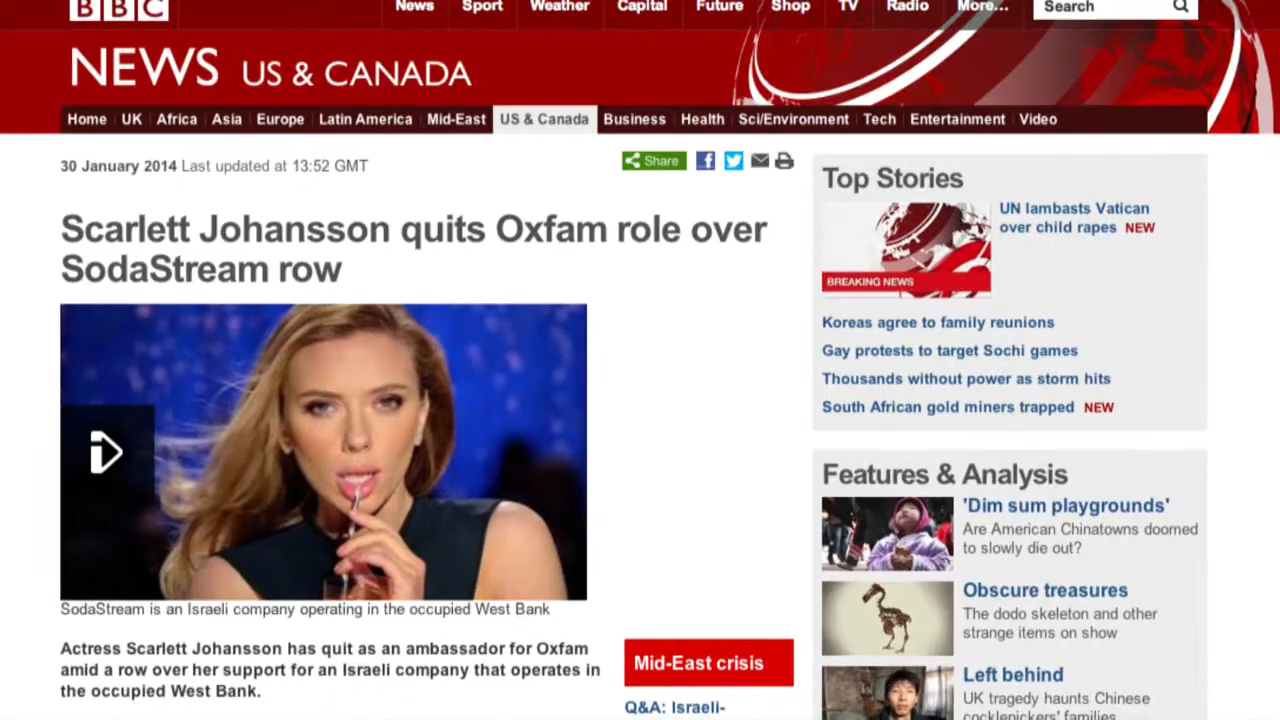 BBC
News Sport Weather Capital Future Shop TV Radio More... Search
NEWS US & CANADA
Home UK Africa Asia Europe Latin America Mid-East US & Canada Business Health Sci/Environment Tech Entertainment Video
30 January 2014 Last updated at 13:52 GMT
Share
Scarlett Johansson quits Oxfam role over
SodaStream row
SodaStream is an Israeli company operating in the occupied West Bank
Actress Scarlett Johansson has quit as an ambassador for Oxfam
amid a row over her support for an Israeli company that operates in
the occupied West Bank.
Mid-East crisis
Q&A: Israeli-
Top Stories
UN lambasts Vatican
over child rapes NEW
BREAKING NEWS
Koreas agree to family reunions
Gay protests to target Sochi games
Thousands without power as storm hits
South African gold miners trapped NEW
Features & Analysis
'Dim sum playgrounds'
Are American Chinatowns doomed
to slowly die out?
Obscure treasures
The dodo skeleton and other
strange items on show
Left behind
UK tragedy haunts Chinese
cocklepickers' families